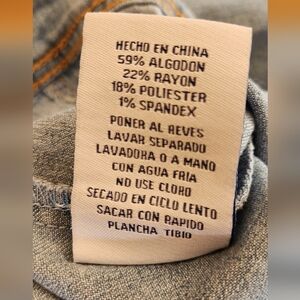 HECHO EN CHINA
59% ALGODON
22% RAYON
18% POLIESTER
1% SPANDEX
PONER AL REVES
LAVAR SEPARADO
LAVADORA O A MANO
CON AGUA FRIA
NO USE CLORO
SECADO EN CICLO LENTO
SACAR CON RAPIDO
PLANCHA TIBIO